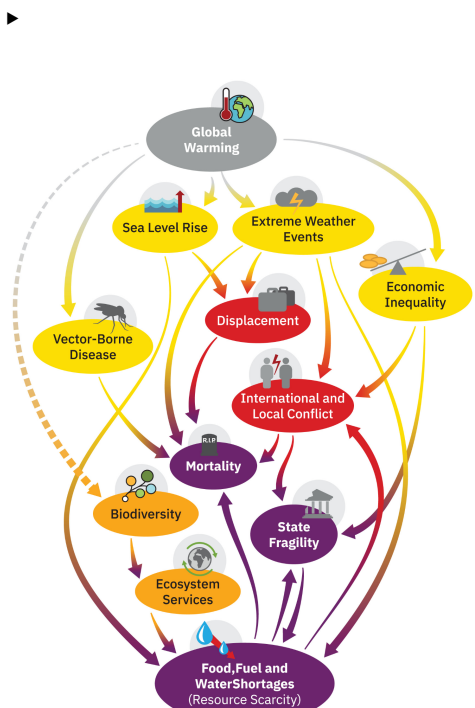 Global
Warming
Sea Level Rise
Extreme Weather
Events
Economic
Inequality
Displacement
Vector-Borne
Disease
International and
Local Conflict
R.I.P
Mortality
Biodiversity
State
Fragility
Ecosystem
Services
Food,Fuel and
WaterShortages
(Resource Scarcity)